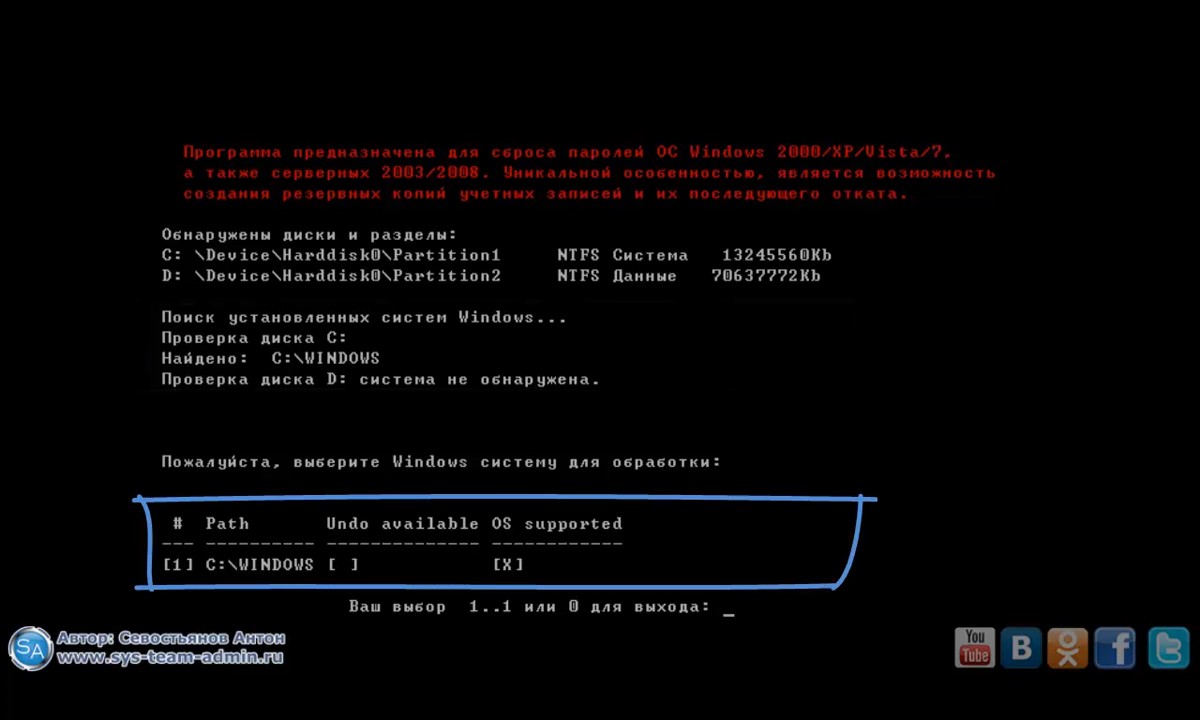 Программа предназначена для сброса паролей ОС Windows 2000/XP/Vista/7,
а также серверных 2003/2008. Уникальной особенностью, является возможность
создания резервных копий учетных записей и их последующего отката.
Обнаружены диски и разделы:
C: \Device\Harddisk0\Partition1 NTFS Система 13245560Kb
D: \Device\Harddisk0\Partition2 NTFS Данные 70637772Kb
Поиск установленных систем Windows...
Проверка диска C:
Найдено: C:\WINDOWS
Проверка диска D: система не обнаружена.
Пожалуйста, выберите Windows систему для обработки:
# Path Undo available OS supported
--- ---------- -------------- ------------
[1] C:\WINDOWS [ ] [X]
Ваш выбор 1..1 или 0 для выхода: _
SA Автор: Севостьянов Антон
www.sys-team-admin.ru
You Tube